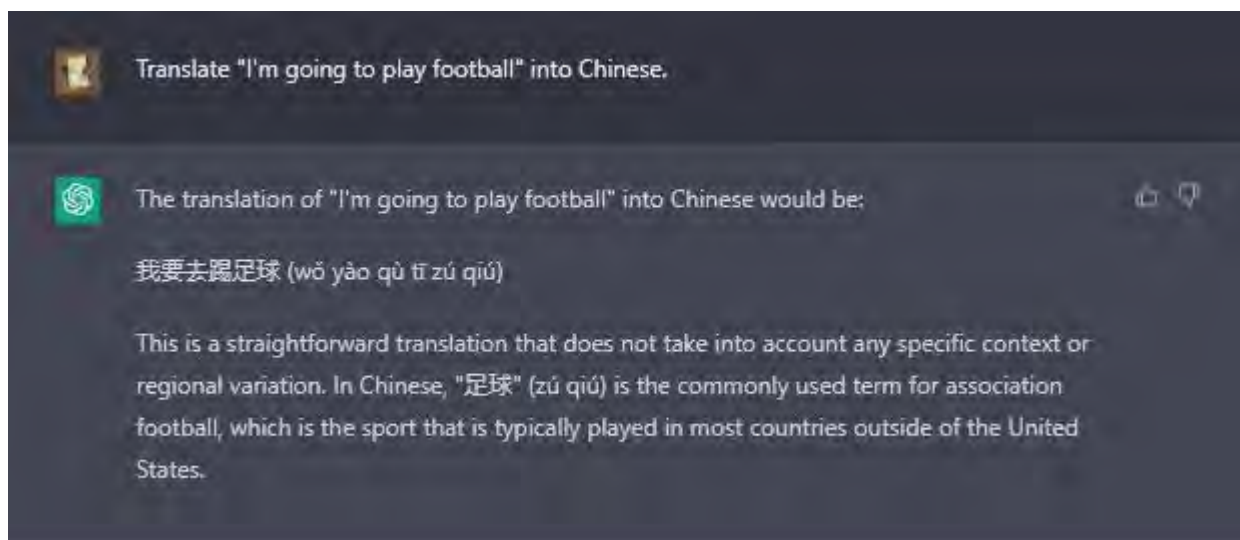 Translate "I'm going to play football" into Chinese.
The translation of "I'm going to play football" into Chinese would be:
我要去踢足球 (wǒ yào qù tī zú qiú)
This is a straightforward translation that does not take into account any specific context or
regional variation. In Chinese, "足球" (zú qiú) is the commonly used term for association
football, which is the sport that is typically played in most countries outside of the United
States.